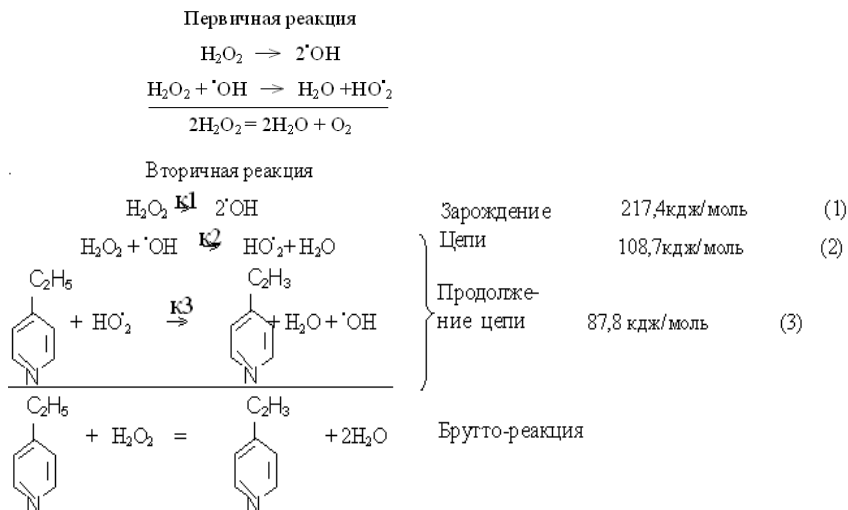 Первичная реакция
H₂O₂ → 2•OH
H₂O₂ + •OH → H₂O + HO•₂
2H₂O₂ = 2H₂O + O₂
Вторичная реакция
H₂O₂ к1→ 2•OH Зарождение 217,4кдж/моль (1)
H₂O₂ + •OH к2→ HO•₂ + H₂O Цепи 108,7кдж/моль (2)
C₂H₅ C₂H₃
Продолже-
+ HO•₂ к3→ + H₂O + •OH ние цепи 87,8 кдж/моль (3)
N N
C₂H₅ C₂H₃
+ H₂O₂ = + 2H₂O Брутто-реакция
N N